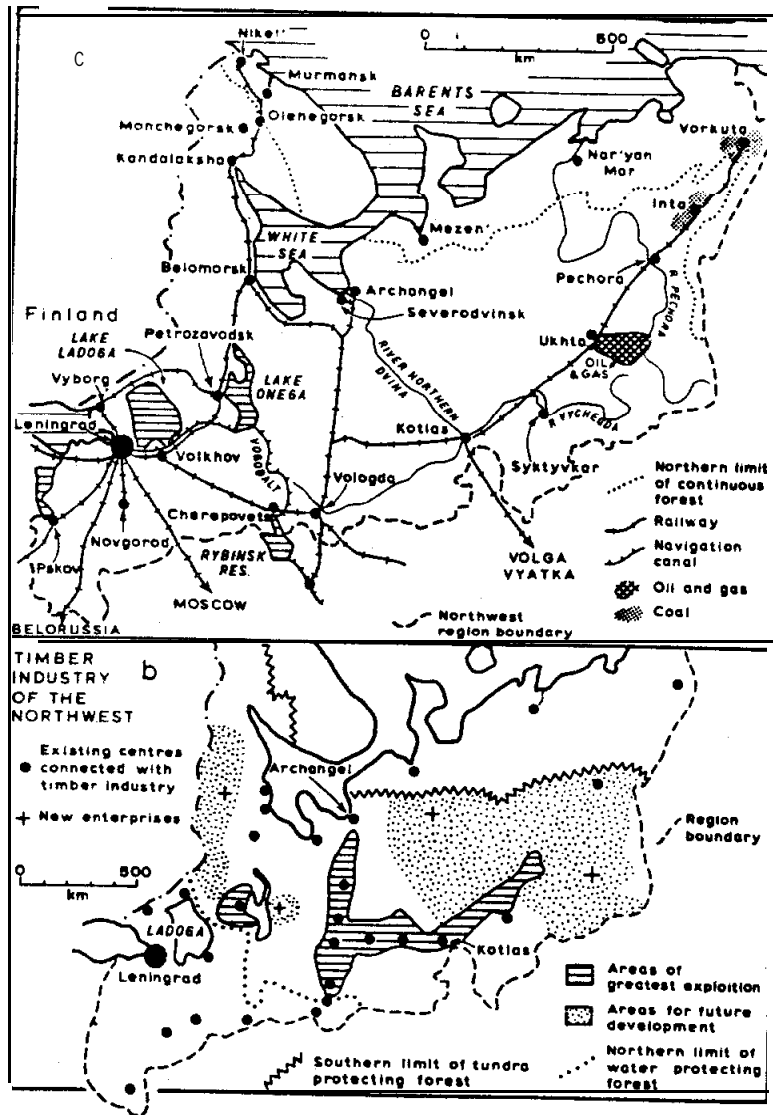 C
Nikel'
0 500
km
Murmansk
BARENTS
SEA
Olenegorsk
Monchegorsk
Vorkuta
Kandalaksha
Nar'yan
Mar
Inta
WHITE
SEA
Mezen'
Belomorsk
Pechora
Archangel
Severodvinsk
R. PECHORA
Finland
LAKE
LADOGA
Petrozavodsk
Ukhta
OIL
& GAS
Vyborg
LAKE
ONEGA
RIVER NORTHERN
DVINA
Leningrad
Kotlas
R VYCHEGDA
Volkhov
VOGOBALT
Vologda
Syktyvkar
Northern limit
of continuous
forest
Cherepovets
Railway
Novgorod
RYBINSK
RES.
Navigation
canal
Pskov
VOLGA
VYATKA
Oil and gas
MOSCOW
Coal
BELORUSSIA
Northwest
region boundary
TIMBER
INDUSTRY
OF THE
NORTHWEST
b
Existing centres
connected with
timber industry
Archangel
New enterprises
Region
boundary
0 500
km
LADOGA
Kotlas
Leningrad
Areas of
greatest exploition
Areas for future
development
Southern limit of tundra
protecting forest
Northern limit of
water protecting
forest